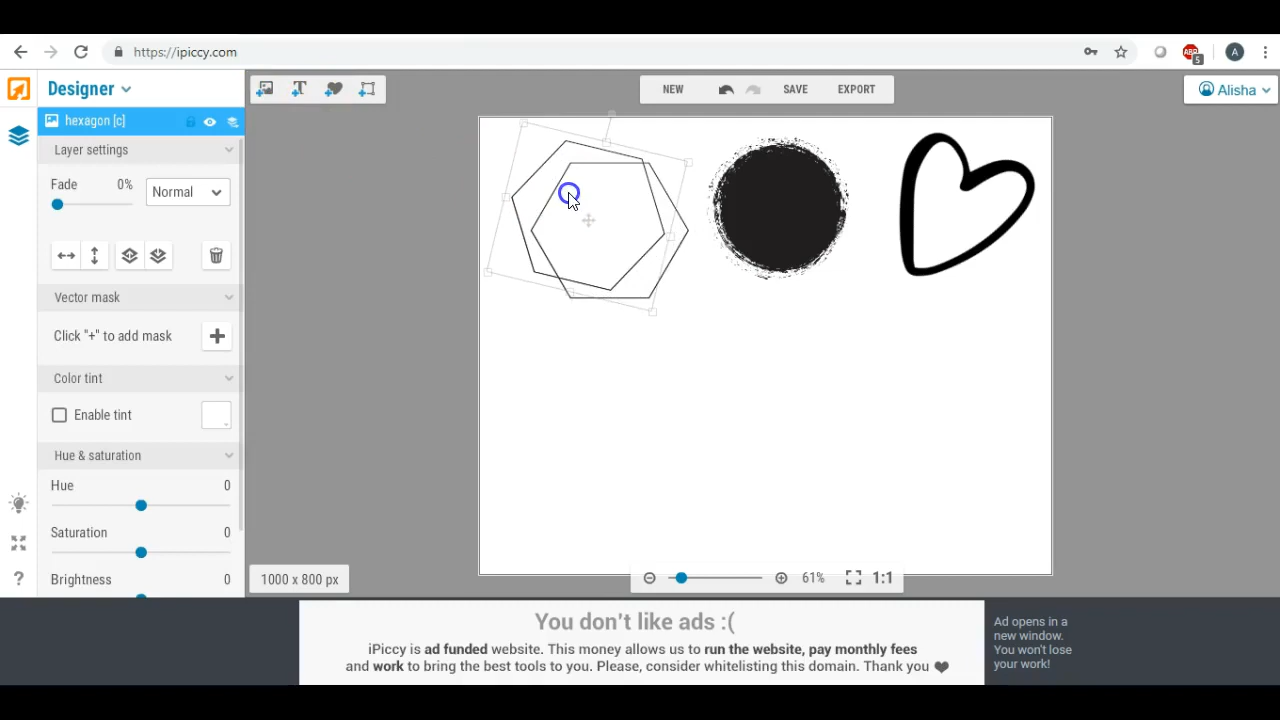 https://ipiccy.com
ABP
5
A
Designer
NEW
SAVE
EXPORT
Alisha
hexagon [c]
Layer settings
Fade 0% Normal
Vector mask
Click "+" to add mask
Color tint
Enable tint
Hue & saturation
Hue 0
Saturation 0
Brightness 0
?
1000 x 800 px
61%
1:1
You don't like ads :(
iPiccy is ad funded website. This money allows us to run the website, pay monthly fees
and work to bring the best tools to you. Please, consider whitelisting this domain. Thank you
Ad opens in a
new window.
You won't lose
your work!